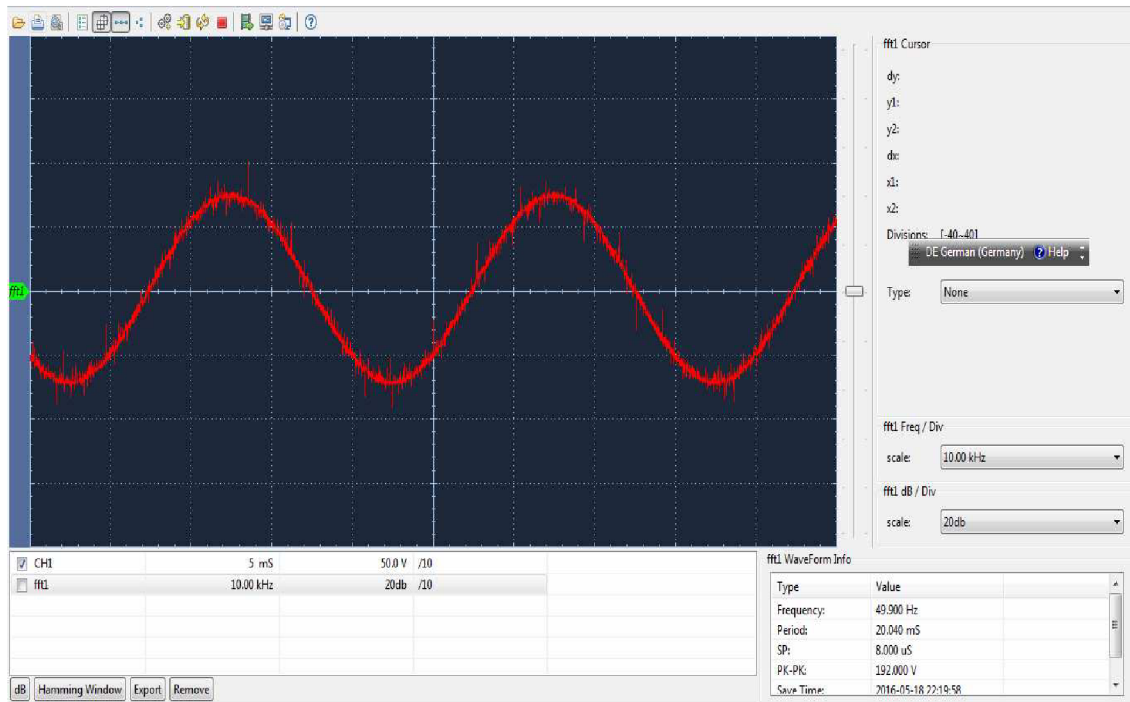 fft1 Cursor
dy:
y1:
y2:
dx:
x1:
x2:
Divisions: [-40~40]
DE German (Germany) ? Help
fft1
Type: None
fft1 Freq / Div
scale: 10.00 kHz
fft1 dB / Div
scale: 20db
CH1 5 mS 50.0 V /10
fft1 10.00 kHz 20db /10
fft1 WaveForm Info
Type Value
Frequency: 49.900 Hz
Period: 20.040 mS
SP: 8.000 uS
PK-PK: 192.000 V
Save Time: 2016-05-18 22:19:58
dB Hamming Window Export Remove